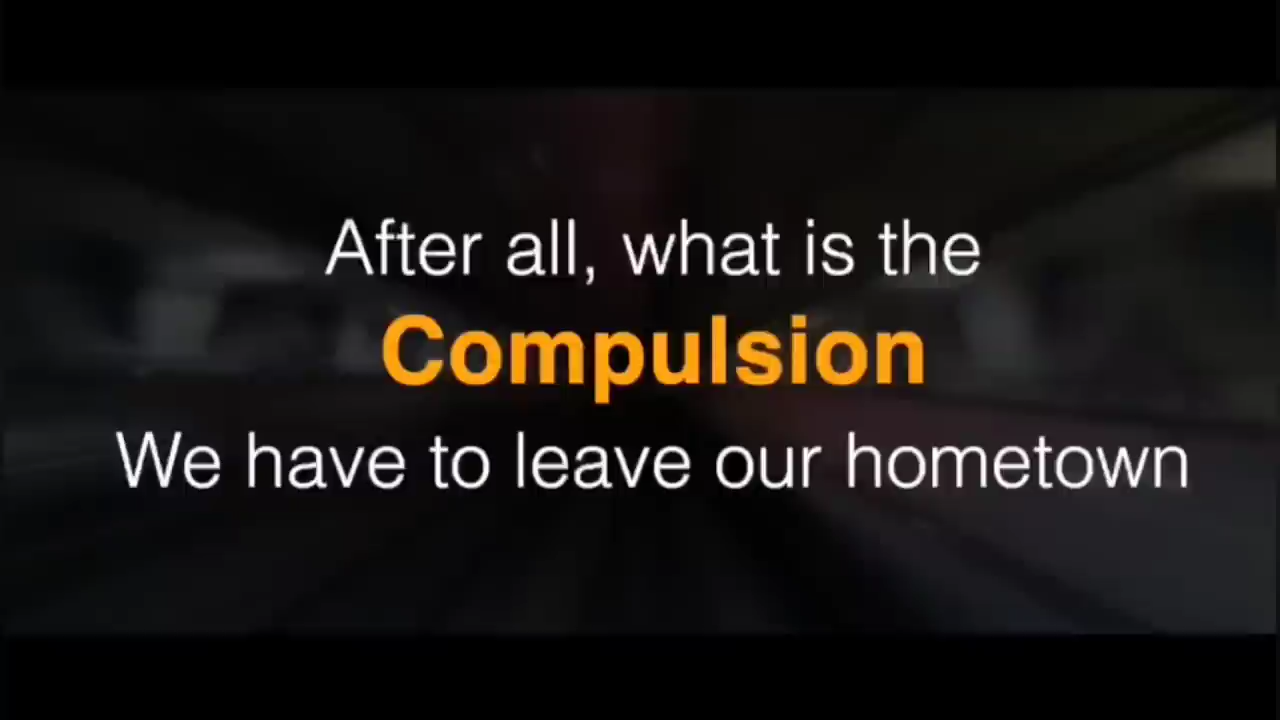 After all, what is the
Compulsion
We have to leave our hometown